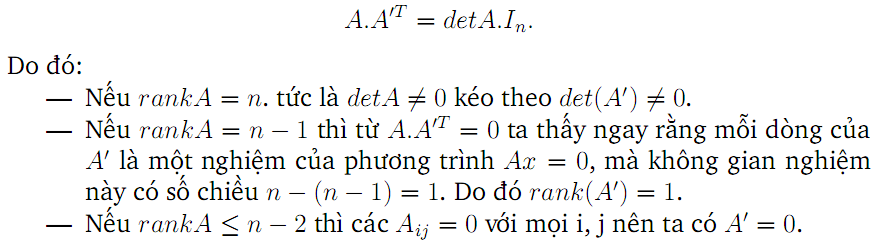 A.A'^T = detA.I_n.
Do đó:
— Nếu rankA = n. tức là detA ≠ 0 kéo theo det(A') ≠ 0.
— Nếu rankA = n − 1 thì từ A.A'^T = 0 ta thấy ngay rằng mỗi dòng của
A' là một nghiệm của phương trình Ax = 0, mà không gian nghiệm
này có số chiều n − (n − 1) = 1. Do đó rank(A') = 1.
— Nếu rankA ≤ n − 2 thì các A_{ij} = 0 với mọi i, j nên ta có A' = 0.